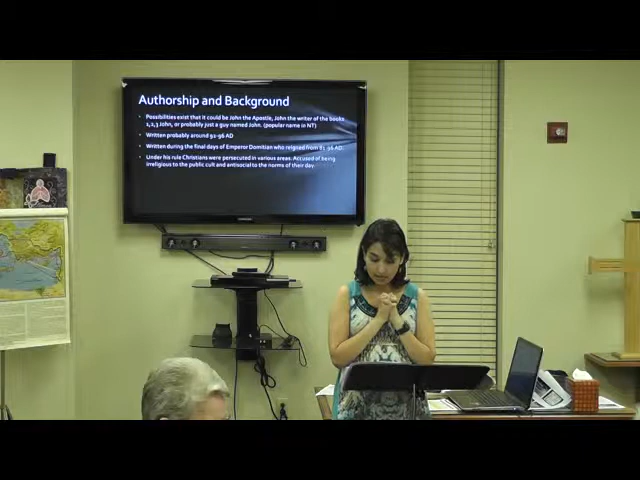 Authorship and Background
Possibilities exist that it could be John the Apostle, John the writer of the books
1,2,3 John, or probably just a guy named John. (popular name in NT)
Written probably around 92-96 AD
Written during the final days of Emperor Domitian who reigned from 81-96 AD.
Under his rule Christians were persecuted in various areas. Accused of being
irreligious to the public cult and antisocial to the norms of their day.
SAMSUNG